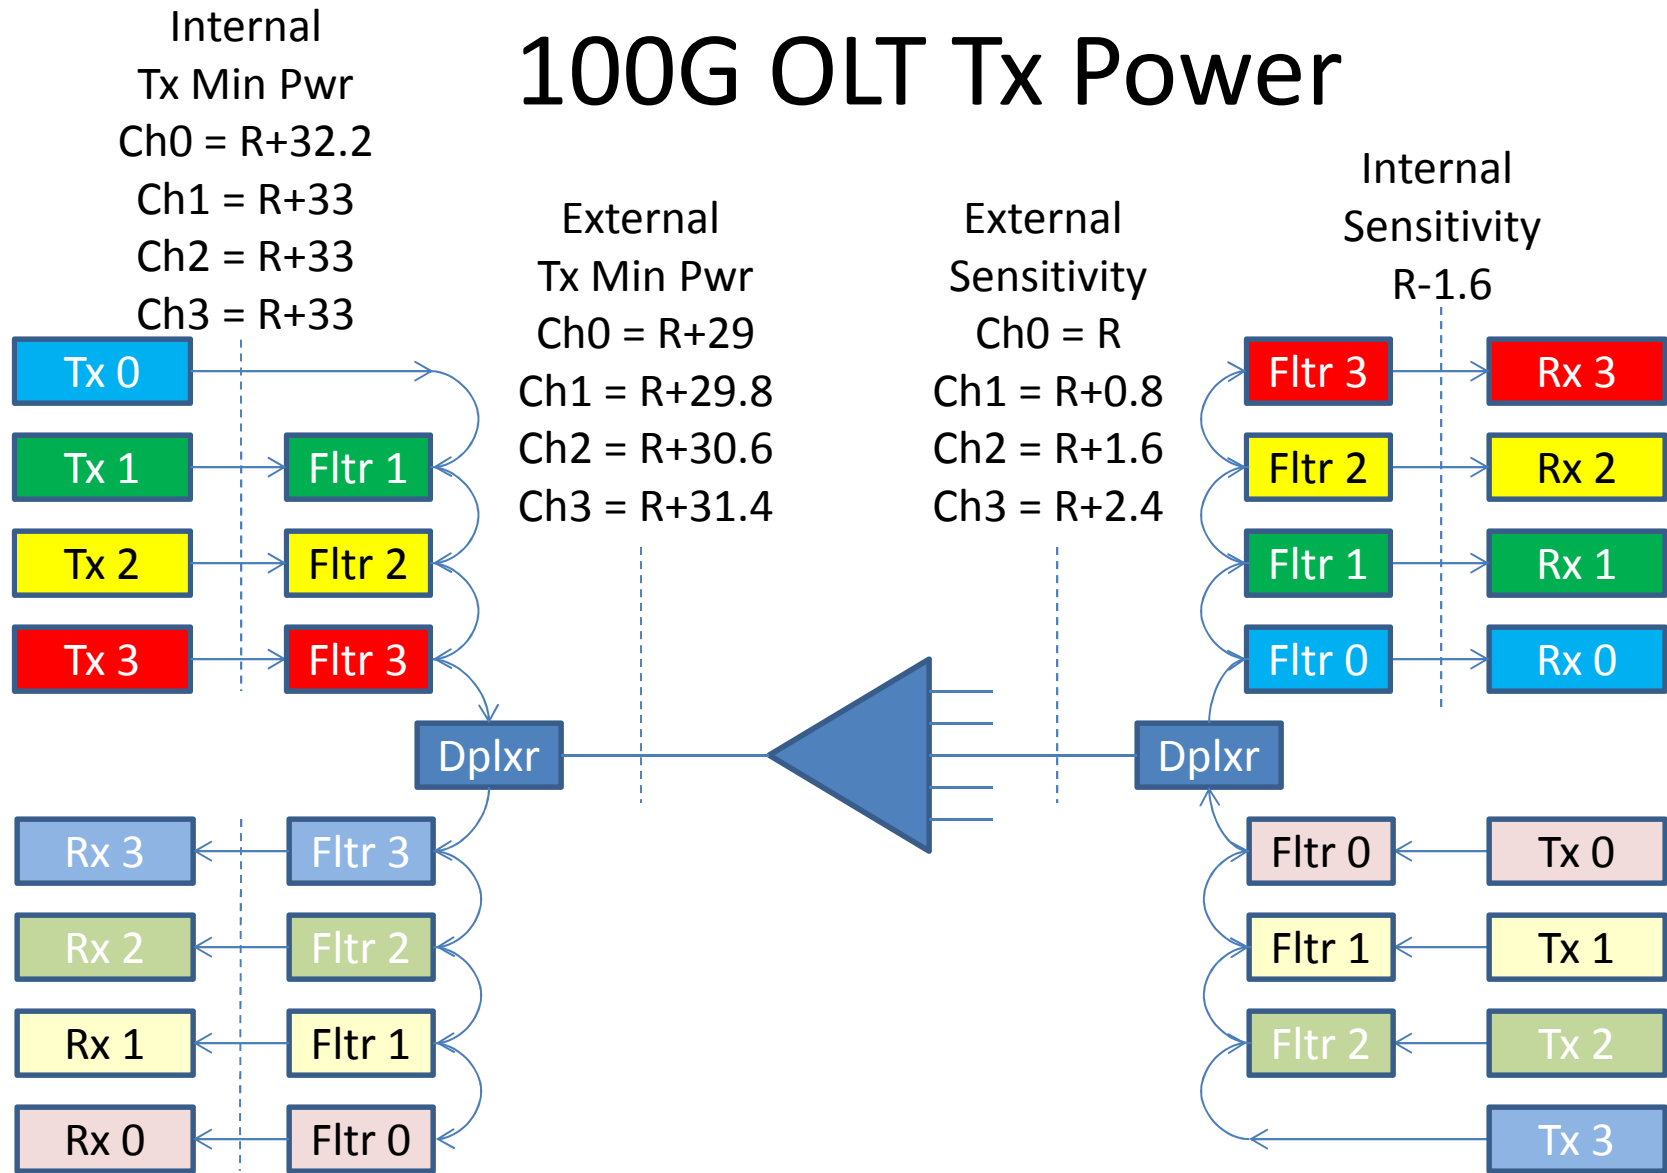 100G OLT Tx Power
Internal
Tx Min Pwr
Ch0 = R+32.2
Ch1 = R+33
Ch2 = R+33
Ch3 = R+33
External
Tx Min Pwr
Ch0 = R+29
Ch1 = R+29.8
Ch2 = R+30.6
Ch3 = R+31.4
External
Sensitivity
Ch0 = R
Ch1 = R+0.8
Ch2 = R+1.6
Ch3 = R+2.4
Internal
Sensitivity
R-1.6
Tx 0
Tx 1
Fltr 1
Tx 2
Fltr 2
Tx 3
Fltr 3
Dplxr
Rx 3
Fltr 3
Rx 2
Fltr 2
Rx 1
Fltr 1
Rx 0
Fltr 0
Fltr 3
Rx 3
Fltr 2
Rx 2
Fltr 1
Rx 1
Fltr 0
Rx 0
Dplxr
Fltr 0
Tx 0
Fltr 1
Tx 1
Fltr 2
Tx 2
Tx 3